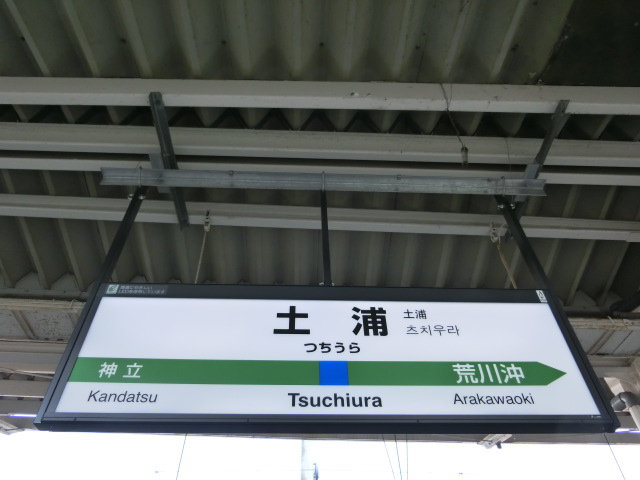 土浦
土浦
츠치우라
つちうら
神立
荒川沖
Kandatsu
Tsuchiura
Arakawaoki